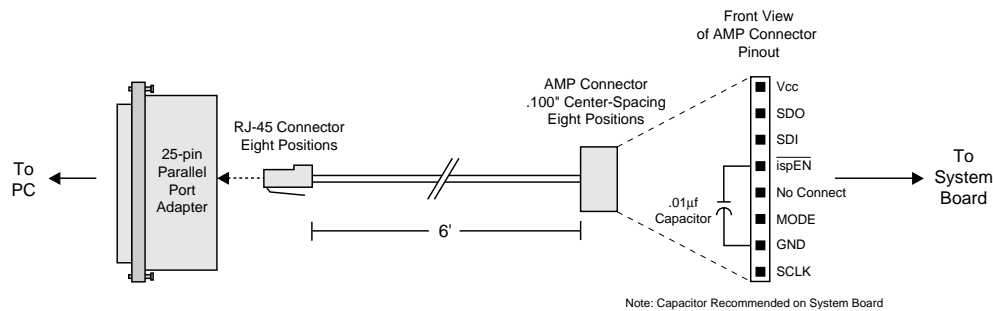 Front View
of AMP Connector
Pinout
AMP Connector
.100" Center-Spacing
Eight Positions
RJ-45 Connector
Eight Positions
25-pin
Parallel
Port
Adapter
To
PC
6'
.01µf
Capacitor
Vcc
SDO
SDI
ispEN
No Connect
MODE
GND
SCLK
To
System
Board
Note: Capacitor Recommended on System Board